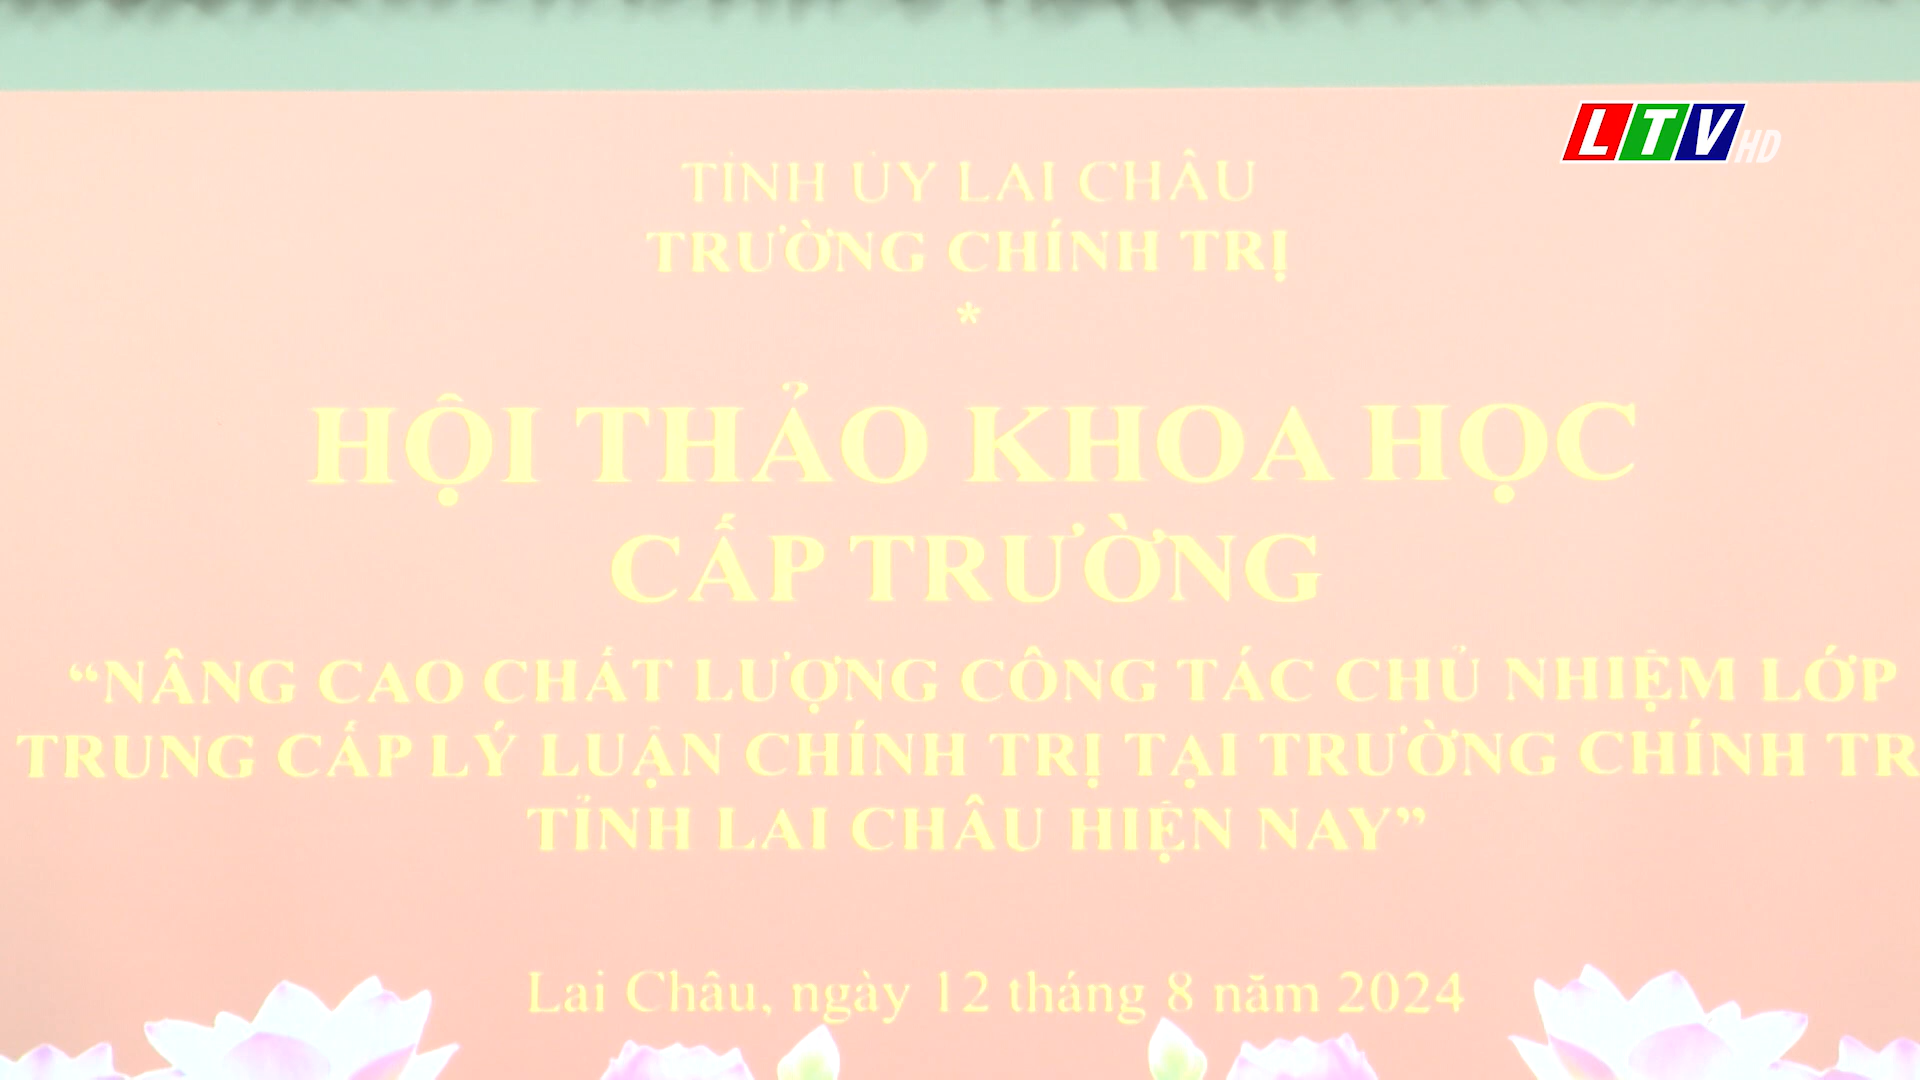 LTV HD
TỈNH ỦY LAI CHÂU
TRƯỜNG CHÍNH TRỊ
*
HỘI THẢO KHOA HỌC
CẤP TRƯỜNG
“NÂNG CAO CHẤT LƯỢNG CÔNG TÁC CHỦ NHIỆM LỚP
TRUNG CẤP LÝ LUẬN CHÍNH TRỊ TẠI TRƯỜNG CHÍNH TR
TỈNH LAI CHÂU HIỆN NAY”
Lai Châu, ngày 12 tháng 8 năm 2024